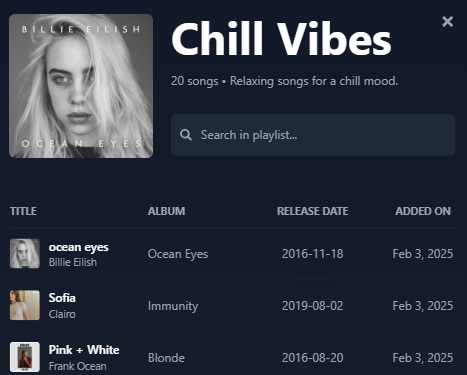 BILLIE EILISH
OCEAN EYES
Chill Vibes
20 songs • Relaxing songs for a chill mood.
Search in playlist...
TITLE ALBUM RELEASE DATE ADDED ON
ocean eyes Ocean Eyes 2016-11-18 Feb 3, 2025
Billie Eilish
Sofia Immunity 2019-08-02 Feb 3, 2025
Clairo
Pink + White Blonde 2016-08-20 Feb 3, 2025
Frank Ocean